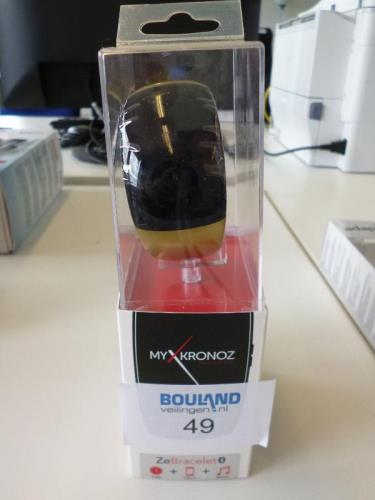 MYKRONOZ
BOULAND
veilingen.nl
49
ZeBracelet
+ +